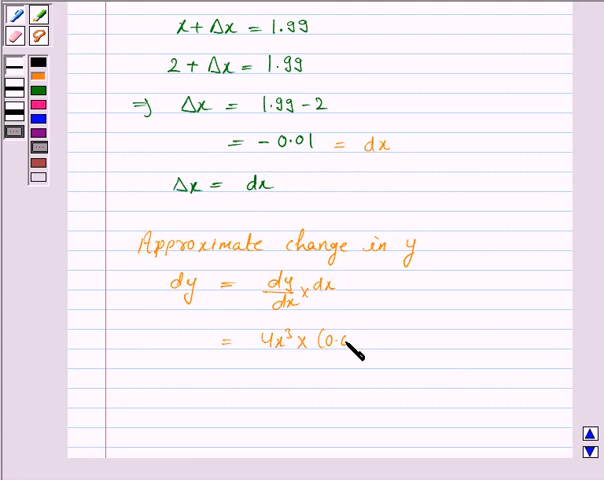 x + Δx = 1.99
2 + Δx = 1.99
⇒ Δx = 1.99 - 2
= - 0.01 = dx
Δx = dx
Approximate change in y
dy = dy/dx × dx
= 4x³ × (0.0